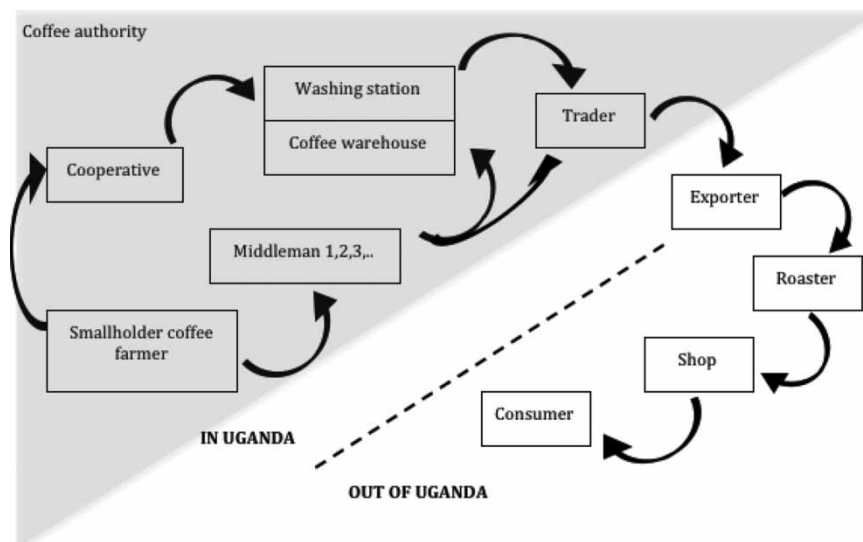 Coffee authority
Washing station
Coffee warehouse
Trader
Cooperative
Exporter
Middleman 1,2,3,..
Roaster
Smallholder coffee
farmer
Shop
Consumer
IN UGANDA
OUT OF UGANDA